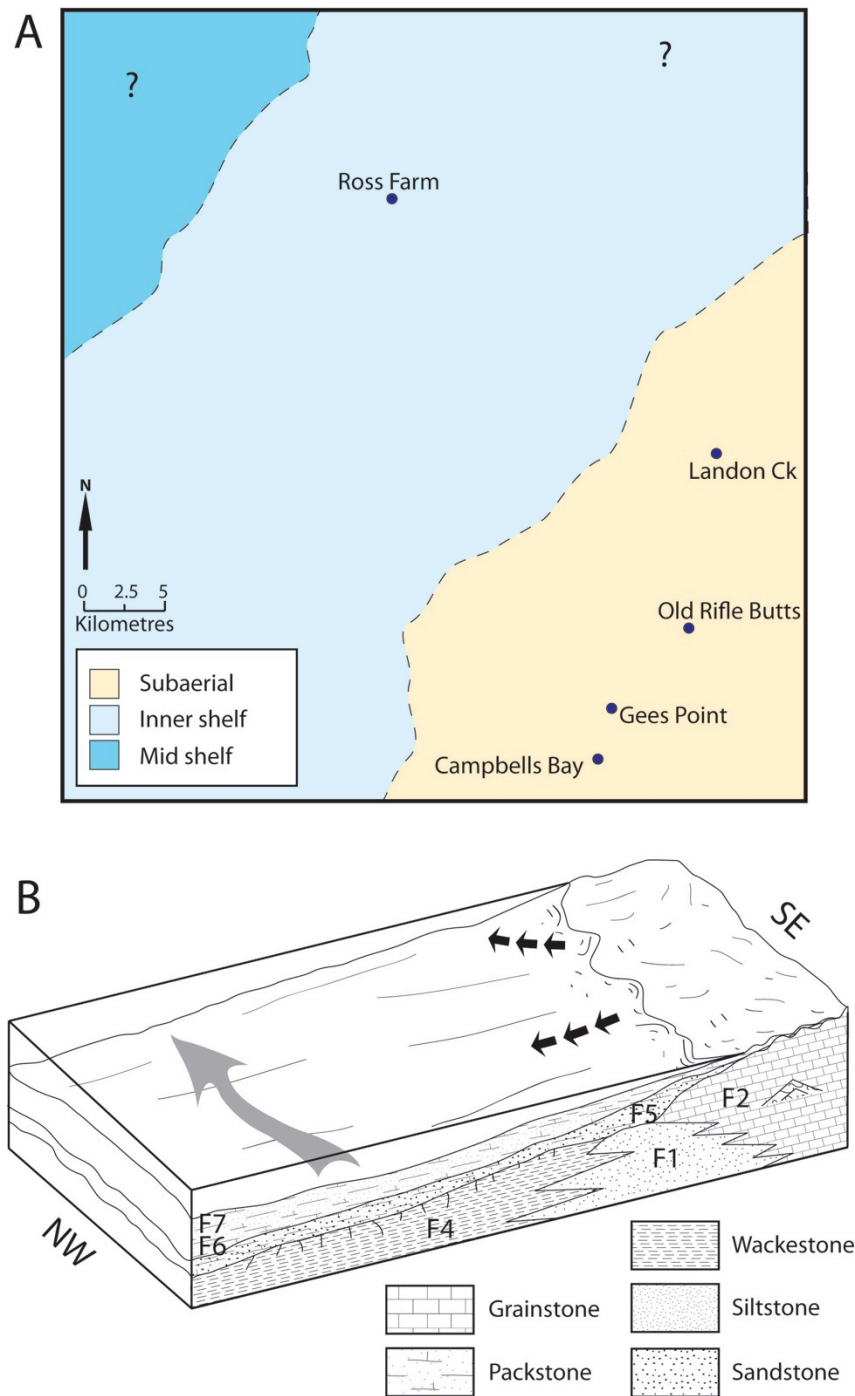 A
?
?
Ross Farm
Landon Ck
N
0 2.5 5
Kilometres
Old Rifle Butts
Gees Point
Campbells Bay
Subaerial
Inner shelf
Mid shelf
B
SE
F2
F5
F1
F7
F6
F4
NW
Wackestone
Grainstone
Siltstone
Packstone
Sandstone